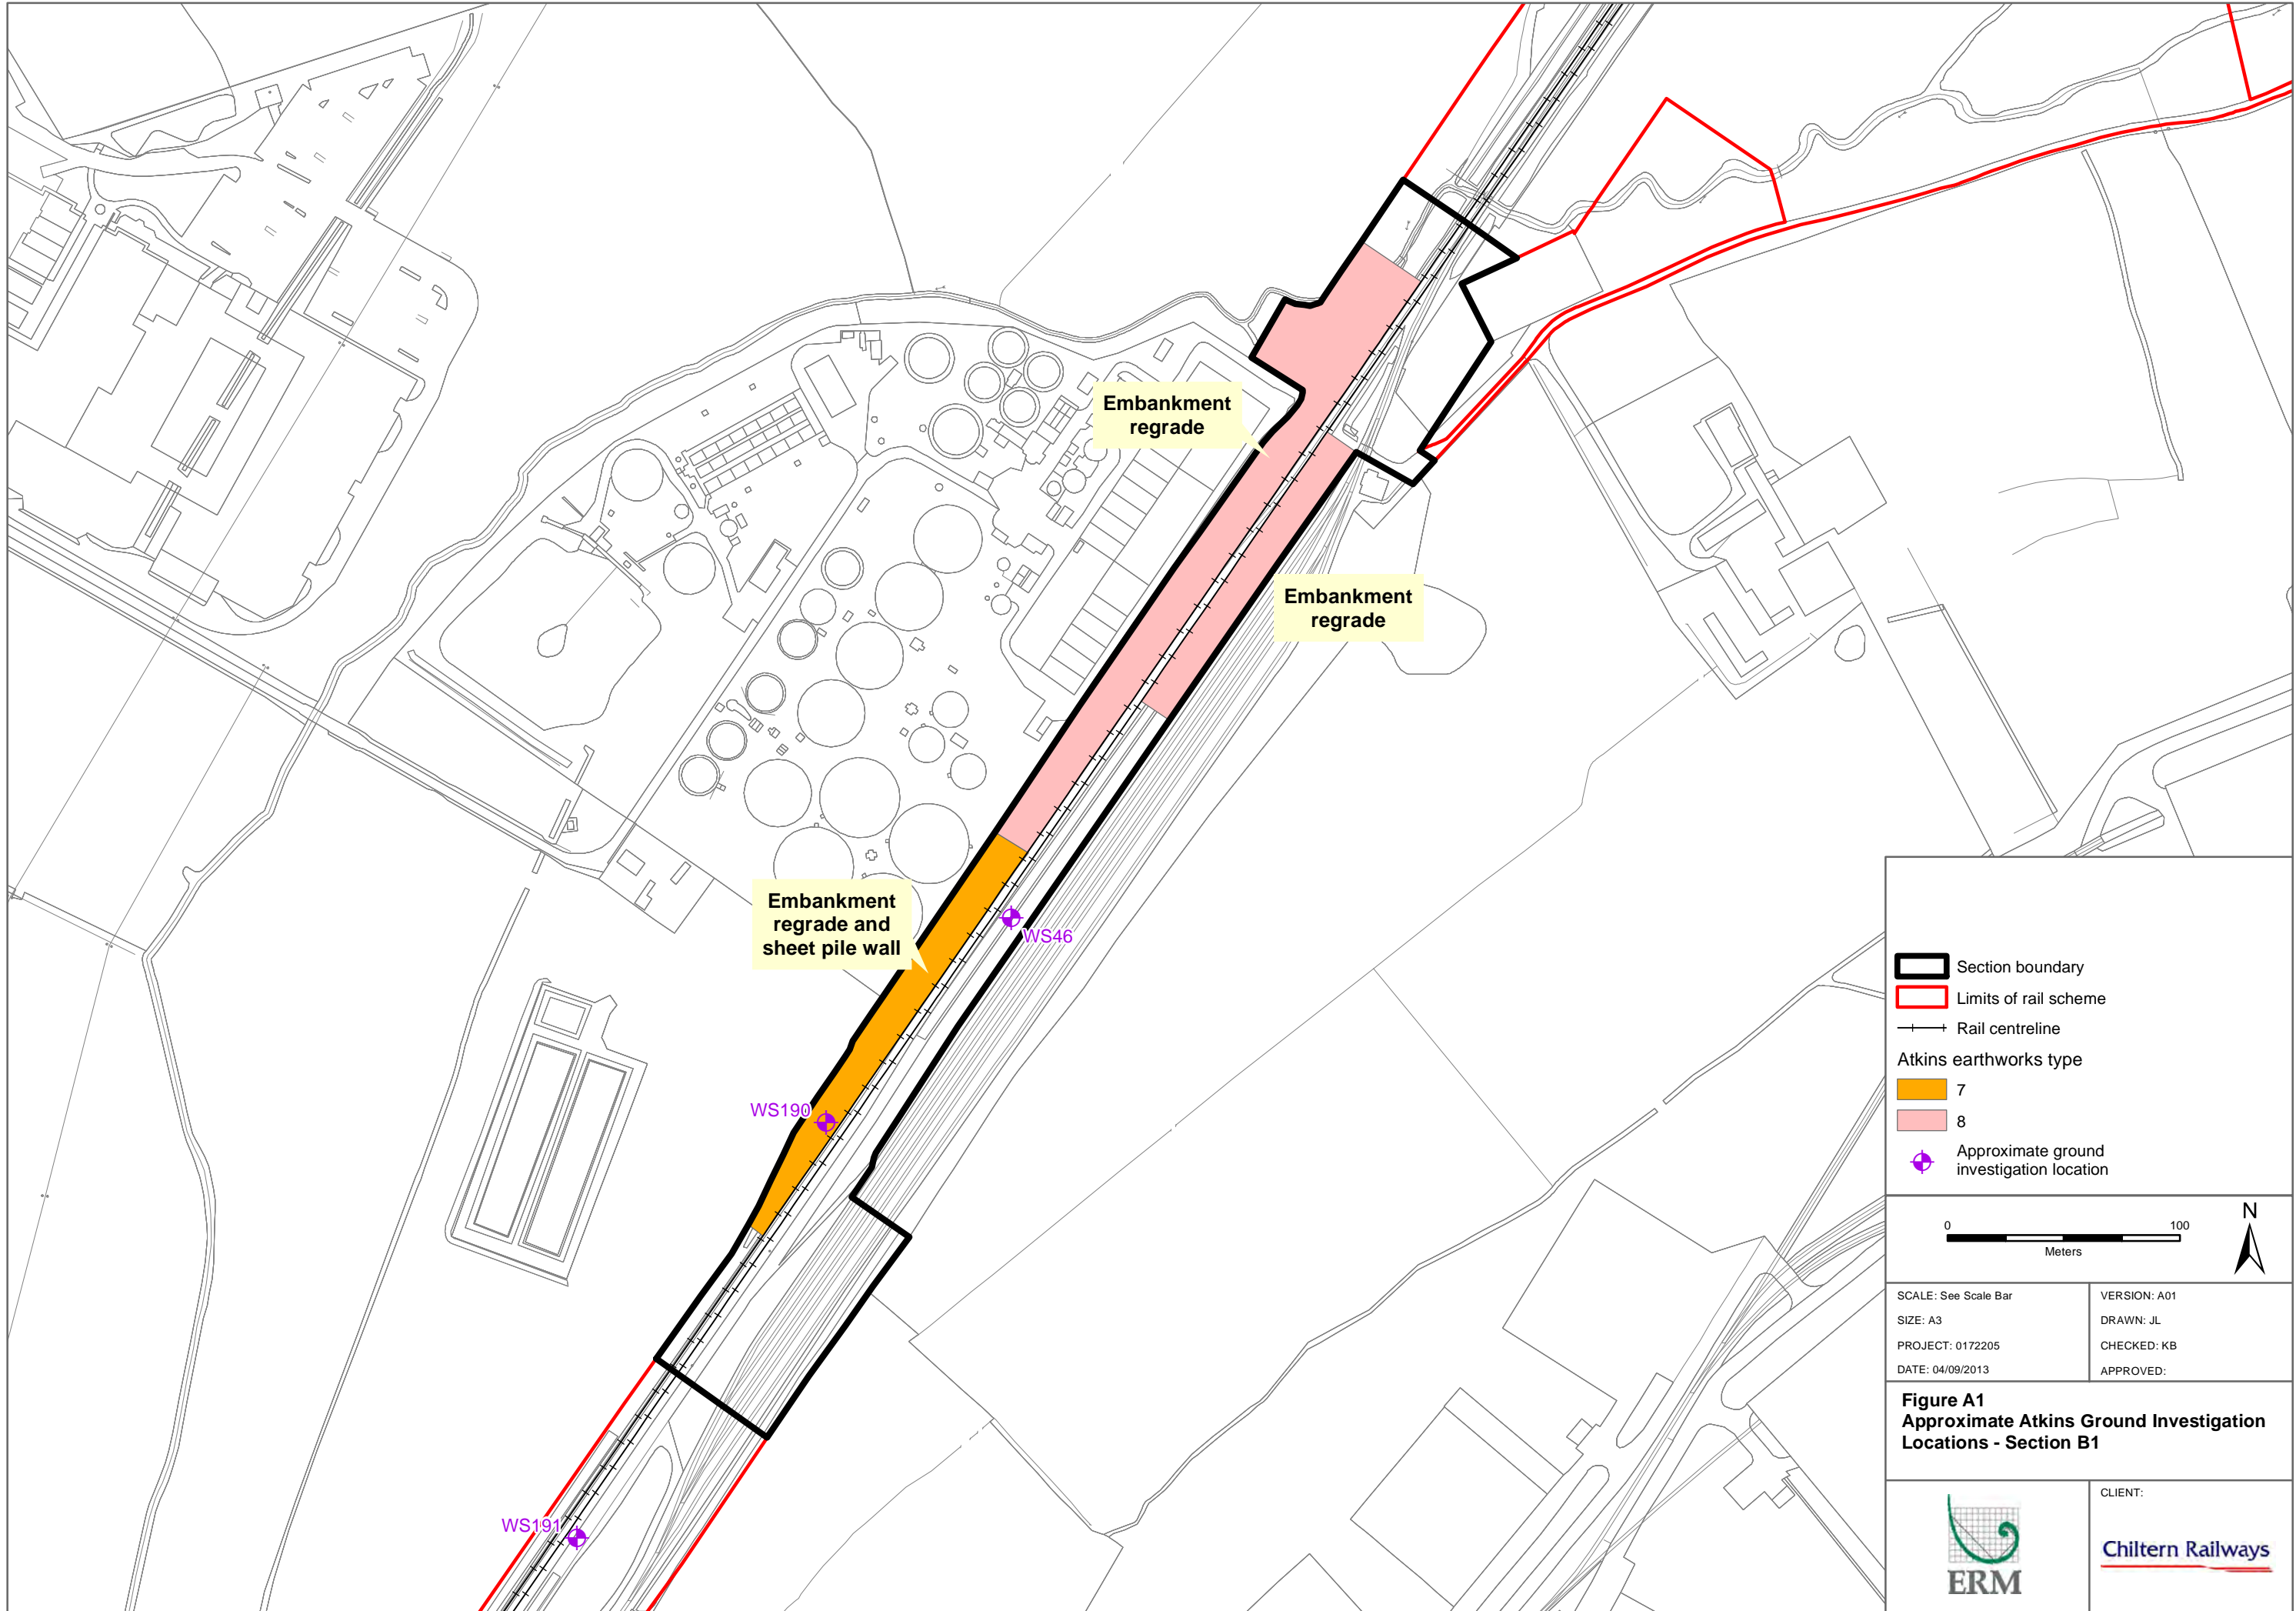 Embankment
regrade
Embankment
regrade
Embankment
regrade and
sheet pile wall
WS46
WS190
WS191
Section boundary
Limits of rail scheme
Rail centreline
Atkins earthworks type
7
8
Approximate ground
investigation location
0 100
Meters
N
SCALE: See Scale Bar
SIZE: A3
PROJECT: 0172205
DATE: 04/09/2013
VERSION: A01
DRAWN: JL
CHECKED: KB
APPROVED:
Figure A1
Approximate Atkins Ground Investigation
Locations - Section B1
ERM
CLIENT:
Chiltern Railways